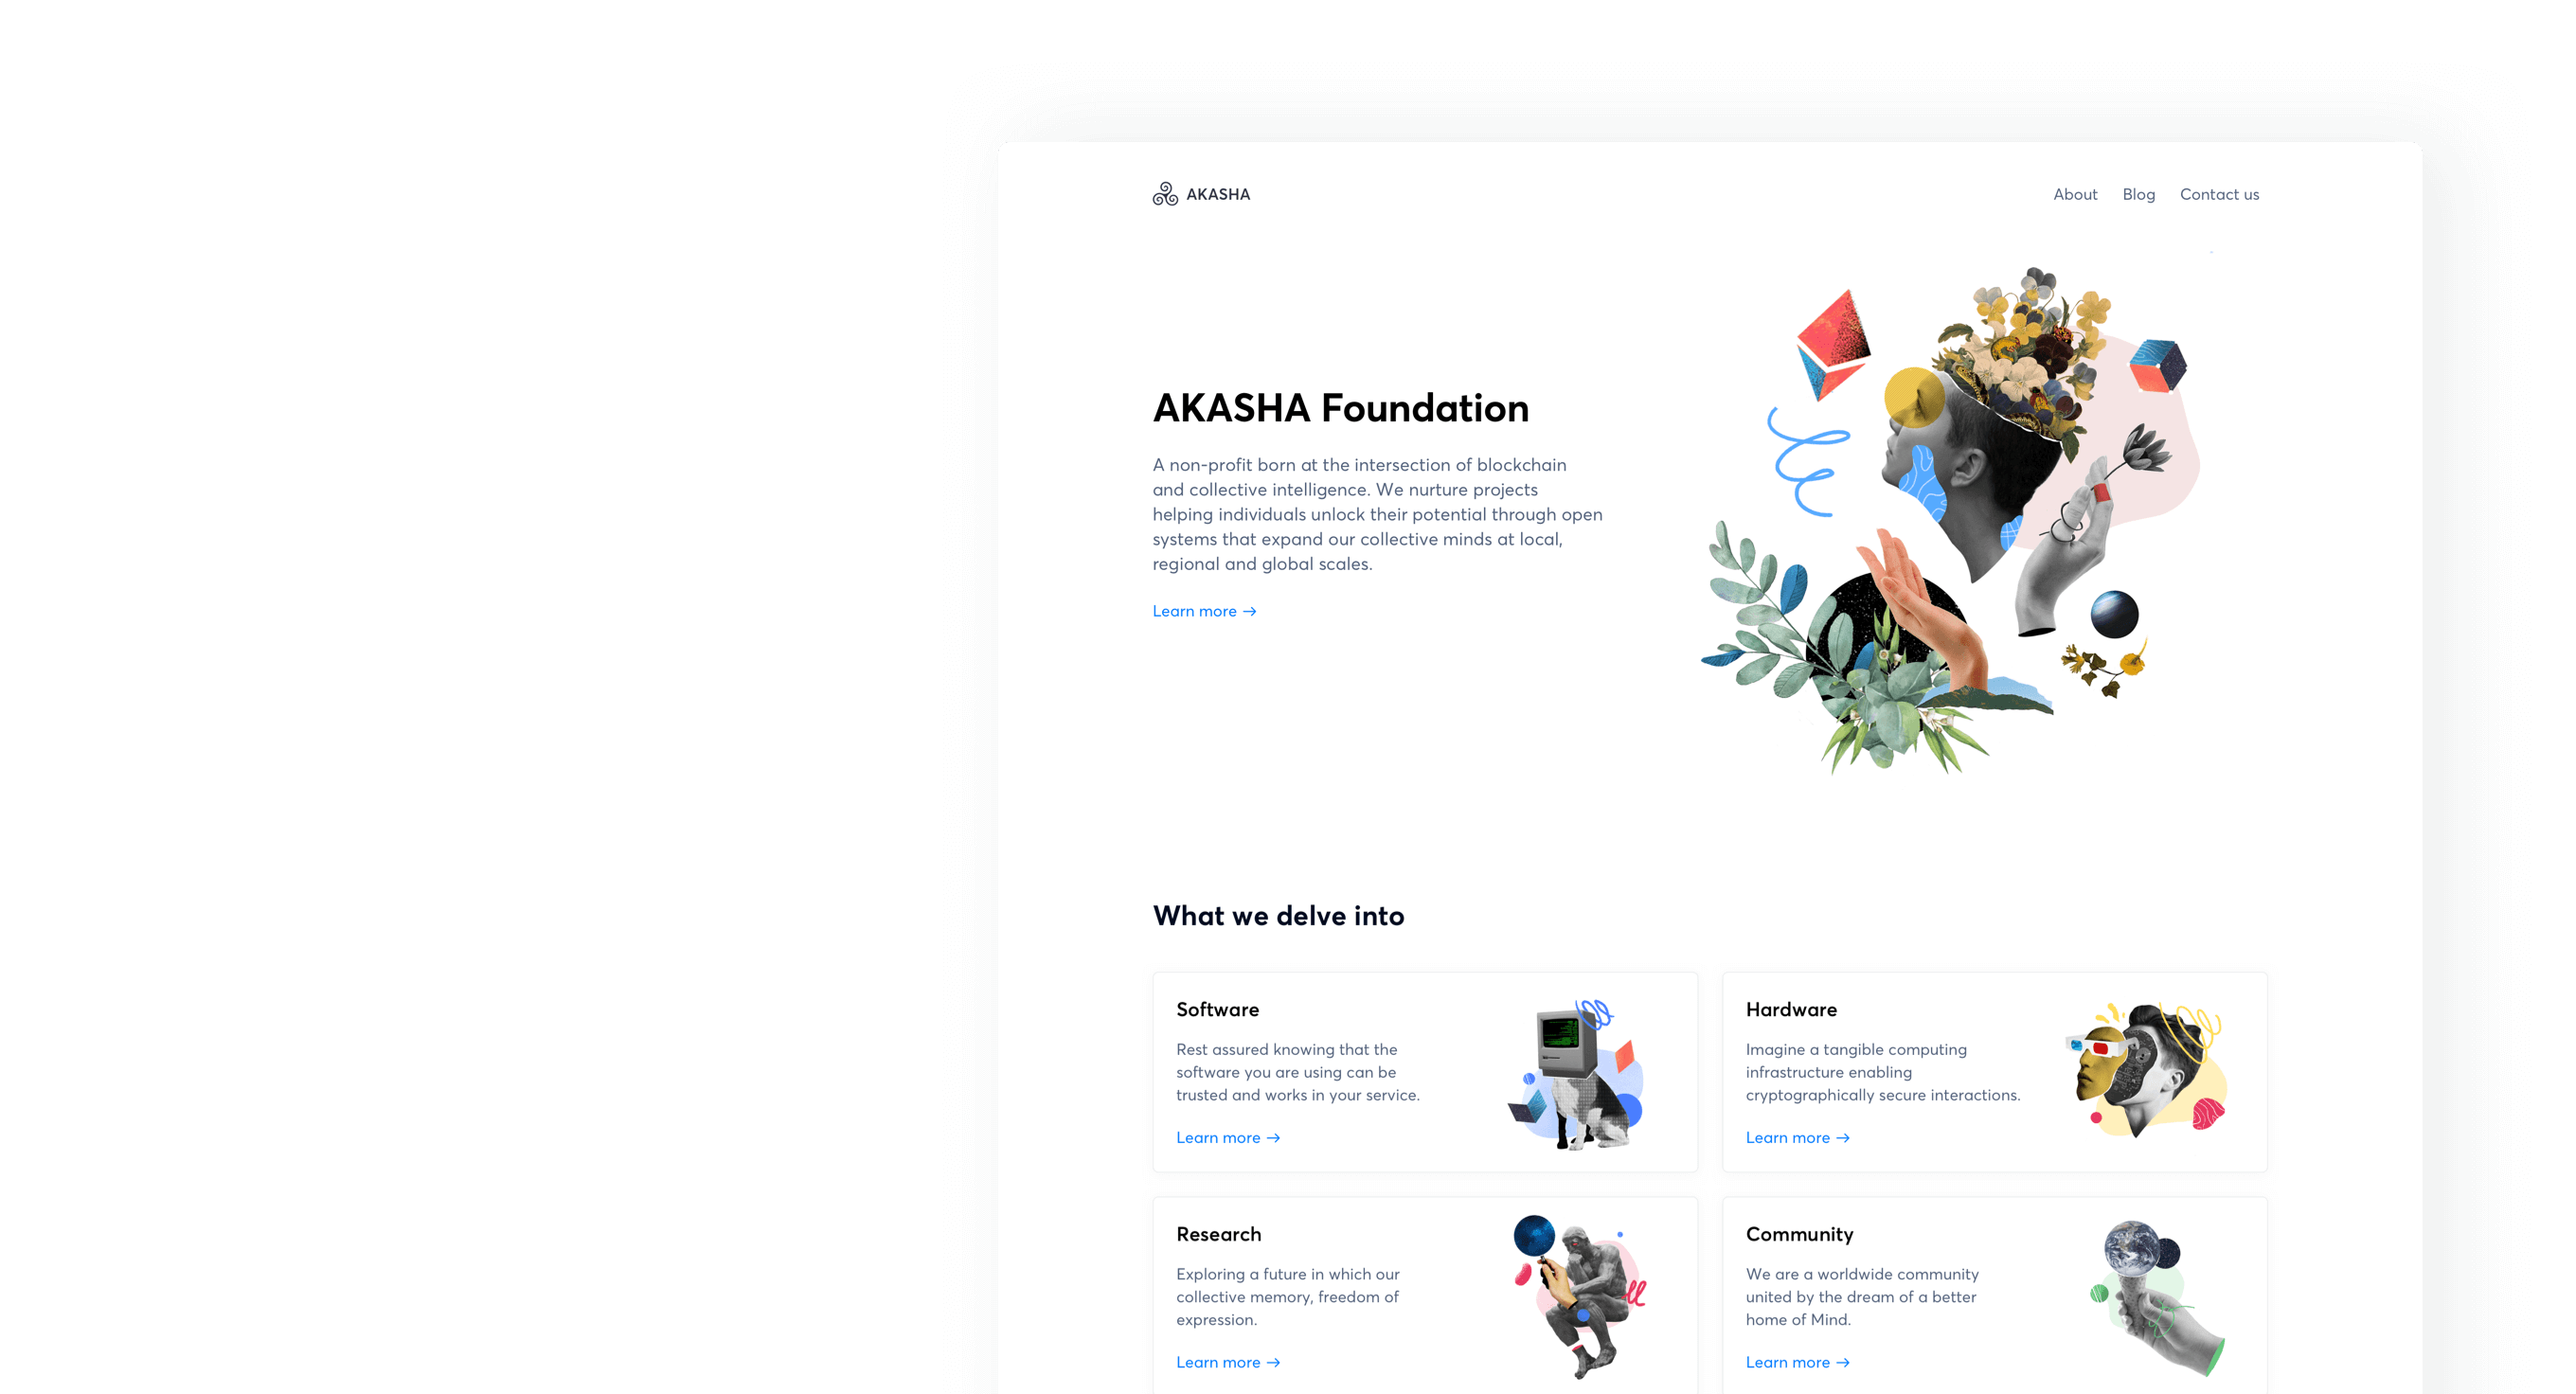 AKASHA
About Blog Contact us
AKASHA Foundation
A non-profit born at the intersection of blockchain
and collective intelligence. We nurture projects
helping individuals unlock their potential through open
systems that expand our collective minds at local,
regional and global scales.
Learn more →
What we delve into
Software
Rest assured knowing that the
software you are using can be
trusted and works in your service.
Learn more →
Hardware
Imagine a tangible computing
infrastructure enabling
cryptographically secure interactions.
Learn more →
Research
Exploring a future in which our
collective memory, freedom of
expression.
Learn more →
Community
We are a worldwide community
united by the dream of a better
home of Mind.
Learn more →